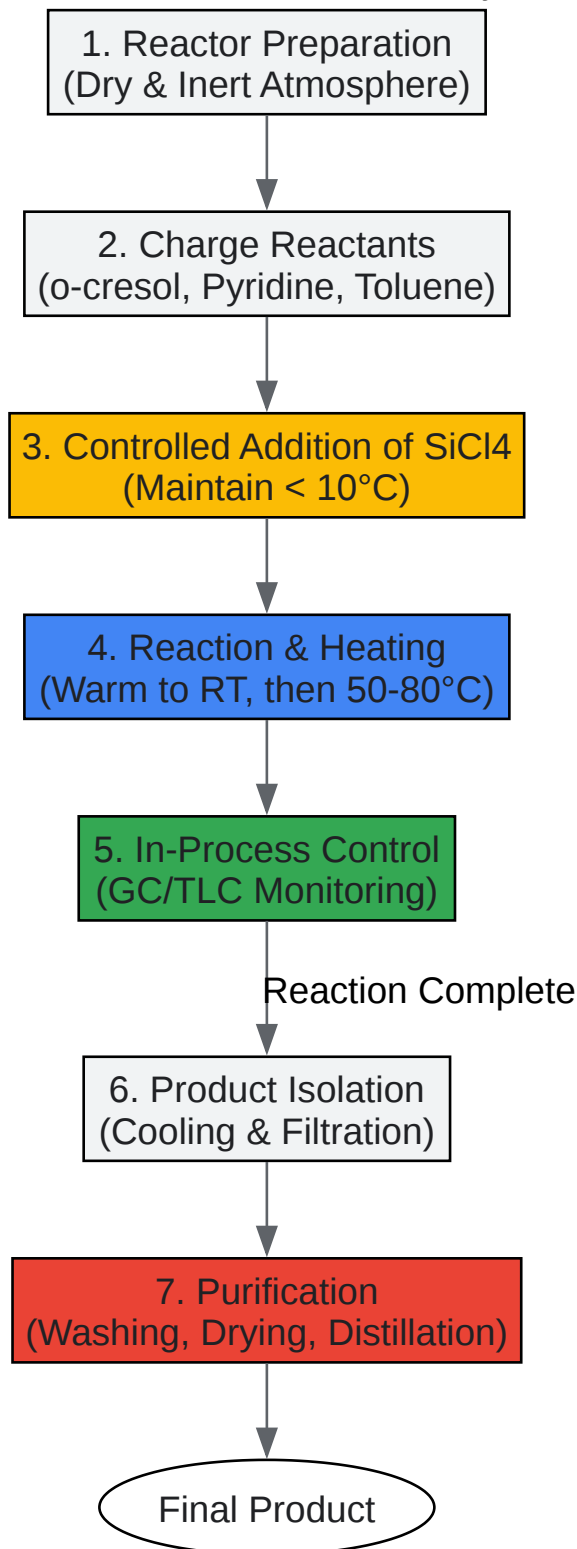 1. Reactor Preparation
(Dry & Inert Atmosphere)
2. Charge Reactants
(o-cresol, Pyridine, Toluene)
3. Controlled Addition of SiCl4
(Maintain < 10°C)
4. Reaction & Heating
(Warm to RT, then 50-80°C)
5. In-Process Control
(GC/TLC Monitoring)
Reaction Complete
6. Product Isolation
(Cooling & Filtration)
7. Purification
(Washing, Drying, Distillation)
Final Product